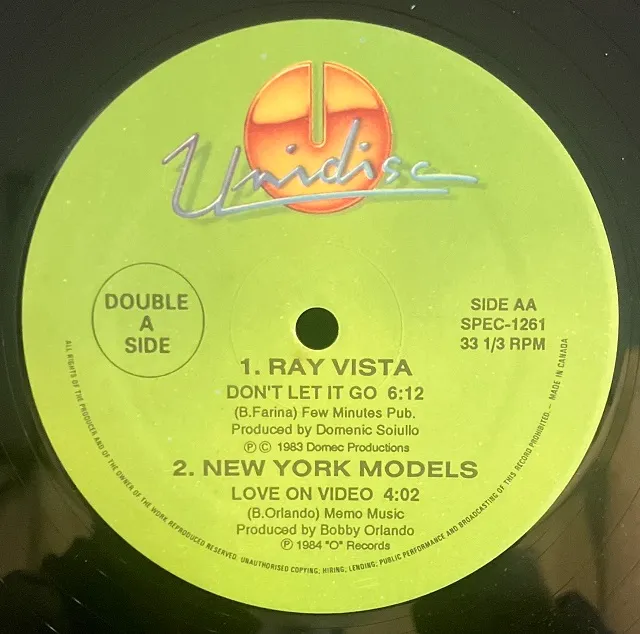 Unidisc
DOUBLE
A
SIDE
SIDE AA
SPEC-1261
33 1/3 RPM
1. RAY VISTA
DON'T LET IT GO 6:12
(B.Farina) Few Minutes Pub.
Produced by Domenic Soiullo
Ⓟ © 1983 Domec Productions
2. NEW YORK MODELS
LOVE ON VIDEO 4:02
(B.Orlando) Memo Music
Produced by Bobby Orlando
Ⓟ 1984 "O" Records
ALL RIGHTS OF THE PRODUCER AND OF THE OWNER OF THE WORK REPRODUCED RESERVED. UNAUTHORISED COPYING; HIRING; LENDING; PUBLIC PERFORMANCE AND BROADCASTING OF THIS RECORD PROHIBITED. — MADE IN CANADA